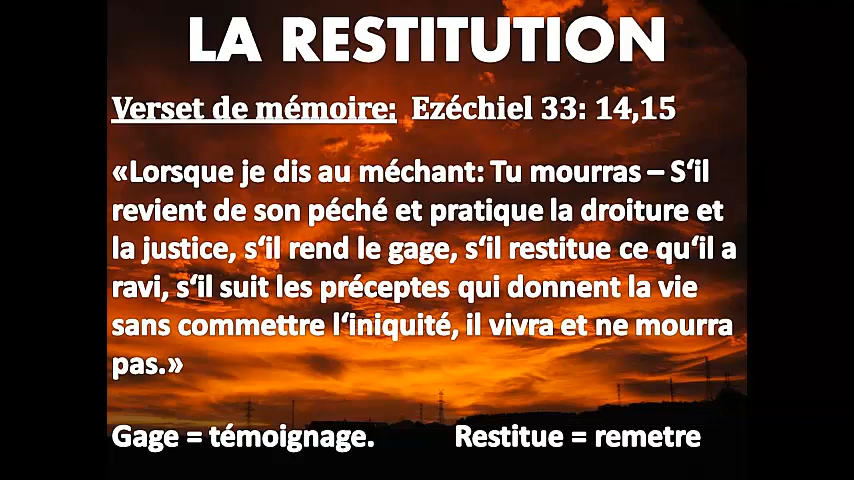 LA RESTITUTION
Verset de mémoire: Ezéchiel 33: 14,15
«Lorsque je dis au méchant: Tu mourras – S‘il
revient de son péché et pratique la droiture et
la justice, s‘il rend le gage, s‘il restitue ce qu‘il a
ravi, s‘il suit les préceptes qui donnent la vie
sans commettre l‘iniquité, il vivra et ne mourra
pas.»
Gage = témoignage. Restitue = remetre